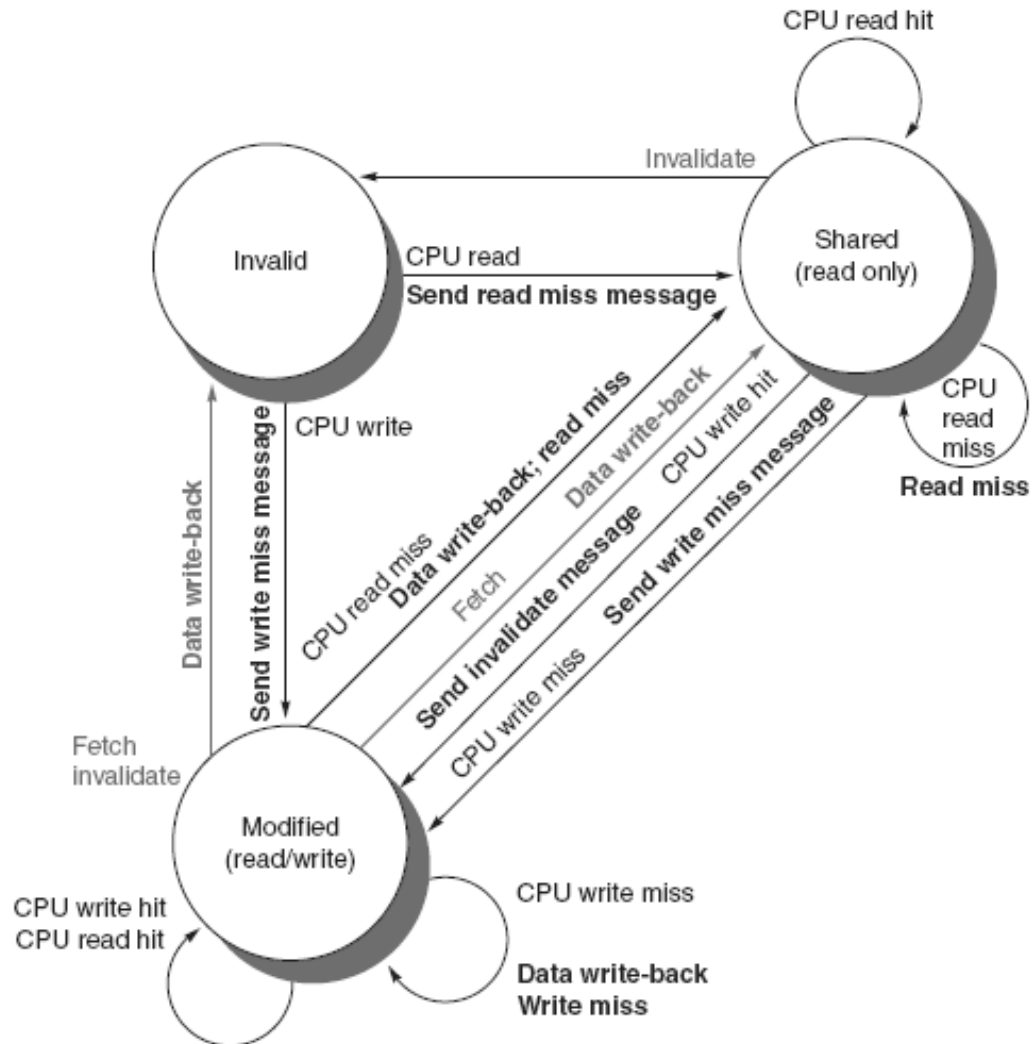 CPU read hit
Invalidate
Invalid
Shared
(read only)
CPU read
Send read miss message
CPU
read
miss
Read miss
CPU write
Send write miss message
Data write-back
CPU read miss
Data write-back; read miss
Fetch
Data write-back
Send invalidate message
CPU write hit
CPU write miss
Send write miss message
Fetch
invalidate
Modified
(read/write)
CPU write hit
CPU read hit
CPU write miss
Data write-back
Write miss